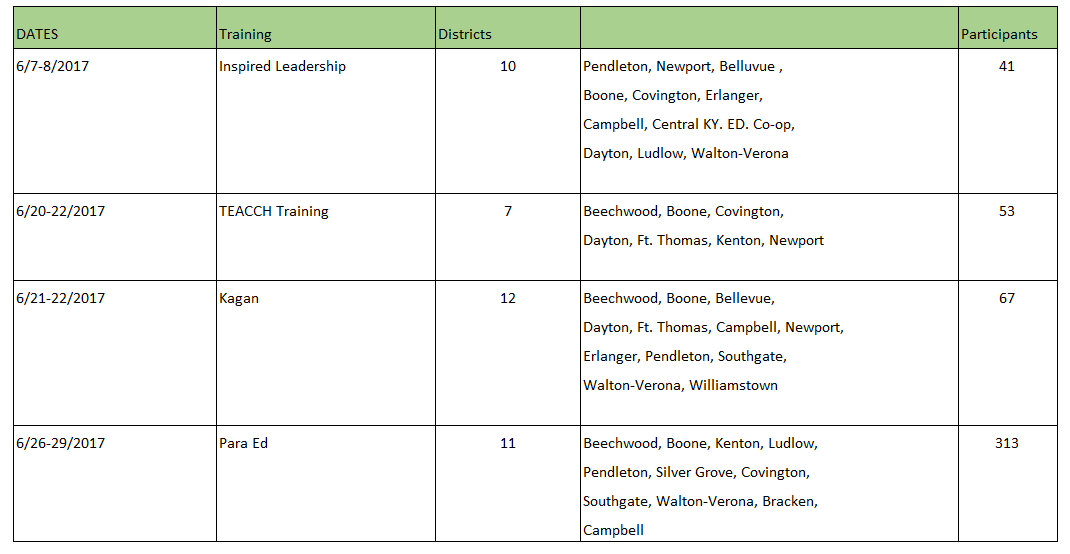 DATES Training Districts Participants
6/7-8/2017 Inspired Leadership 10 Pendleton, Newport, Belluvue , 41
Boone, Covington, Erlanger,
Campbell, Central KY. ED. Co-op,
Dayton, Ludlow, Walton-Verona
6/20-22/2017 TEACCH Training 7 Beechwood, Boone, Covington, 53
Dayton, Ft. Thomas, Kenton, Newport
6/21-22/2017 Kagan 12 Beechwood, Boone, Bellevue, 67
Dayton, Ft. Thomas, Campbell, Newport,
Erlanger, Pendleton, Southgate,
Walton-Verona, Williamstown
6/26-29/2017 Para Ed 11 Beechwood, Boone, Kenton, Ludlow, 313
Pendleton, Silver Grove, Covington,
Southgate, Walton-Verona, Bracken,
Campbell